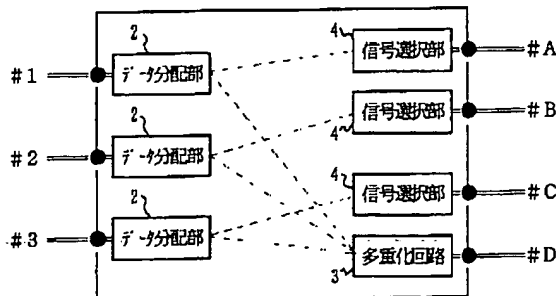 2
4
#1
データ分配部
信号選択部
#A
2
#2
データ分配部
信号選択部
#B
4
2
4
#3
データ分配部
信号選択部
#C
多重化回路
#D
3